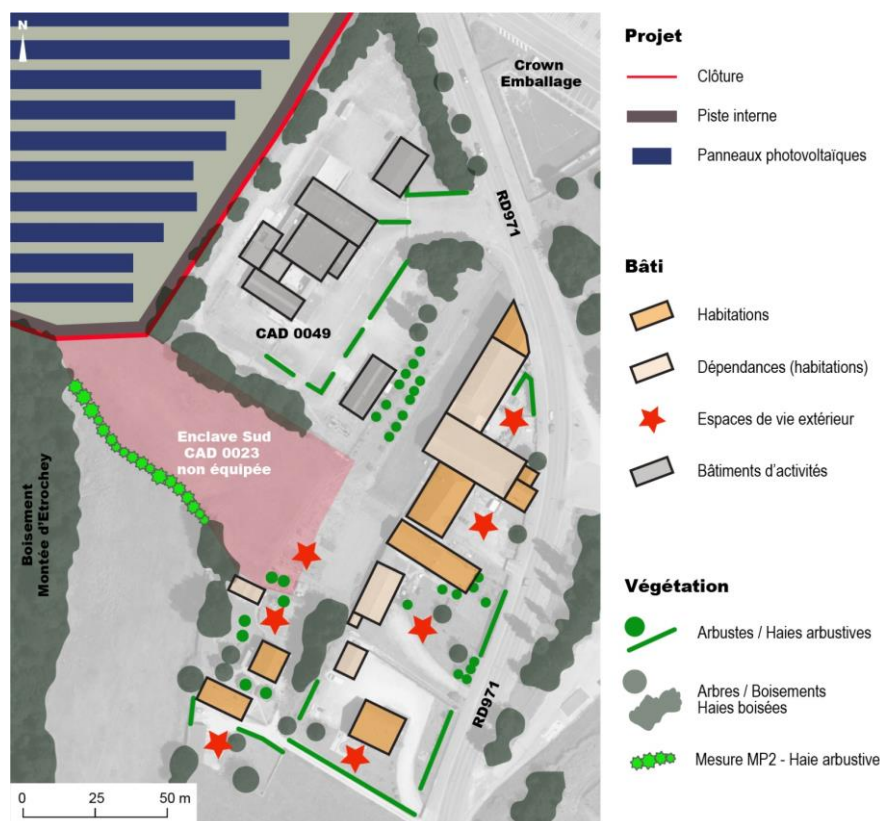 N
Crown
Emballage
RD971
CAD 0049
Enclave Sud
CAD 0023
non équipée
Boisement
Montée d'Etrochey
RD971
0 25 50 m
Projet
Clôture
Piste interne
Panneaux photovoltaïques
Bâti
Habitations
Dépendances (habitations)
Espaces de vie extérieur
Bâtiments d'activités
Végétation
Arbustes / Haies arbustives
Arbres / Boisements
Haies boisées
Mesure MP2 - Haie arbustive